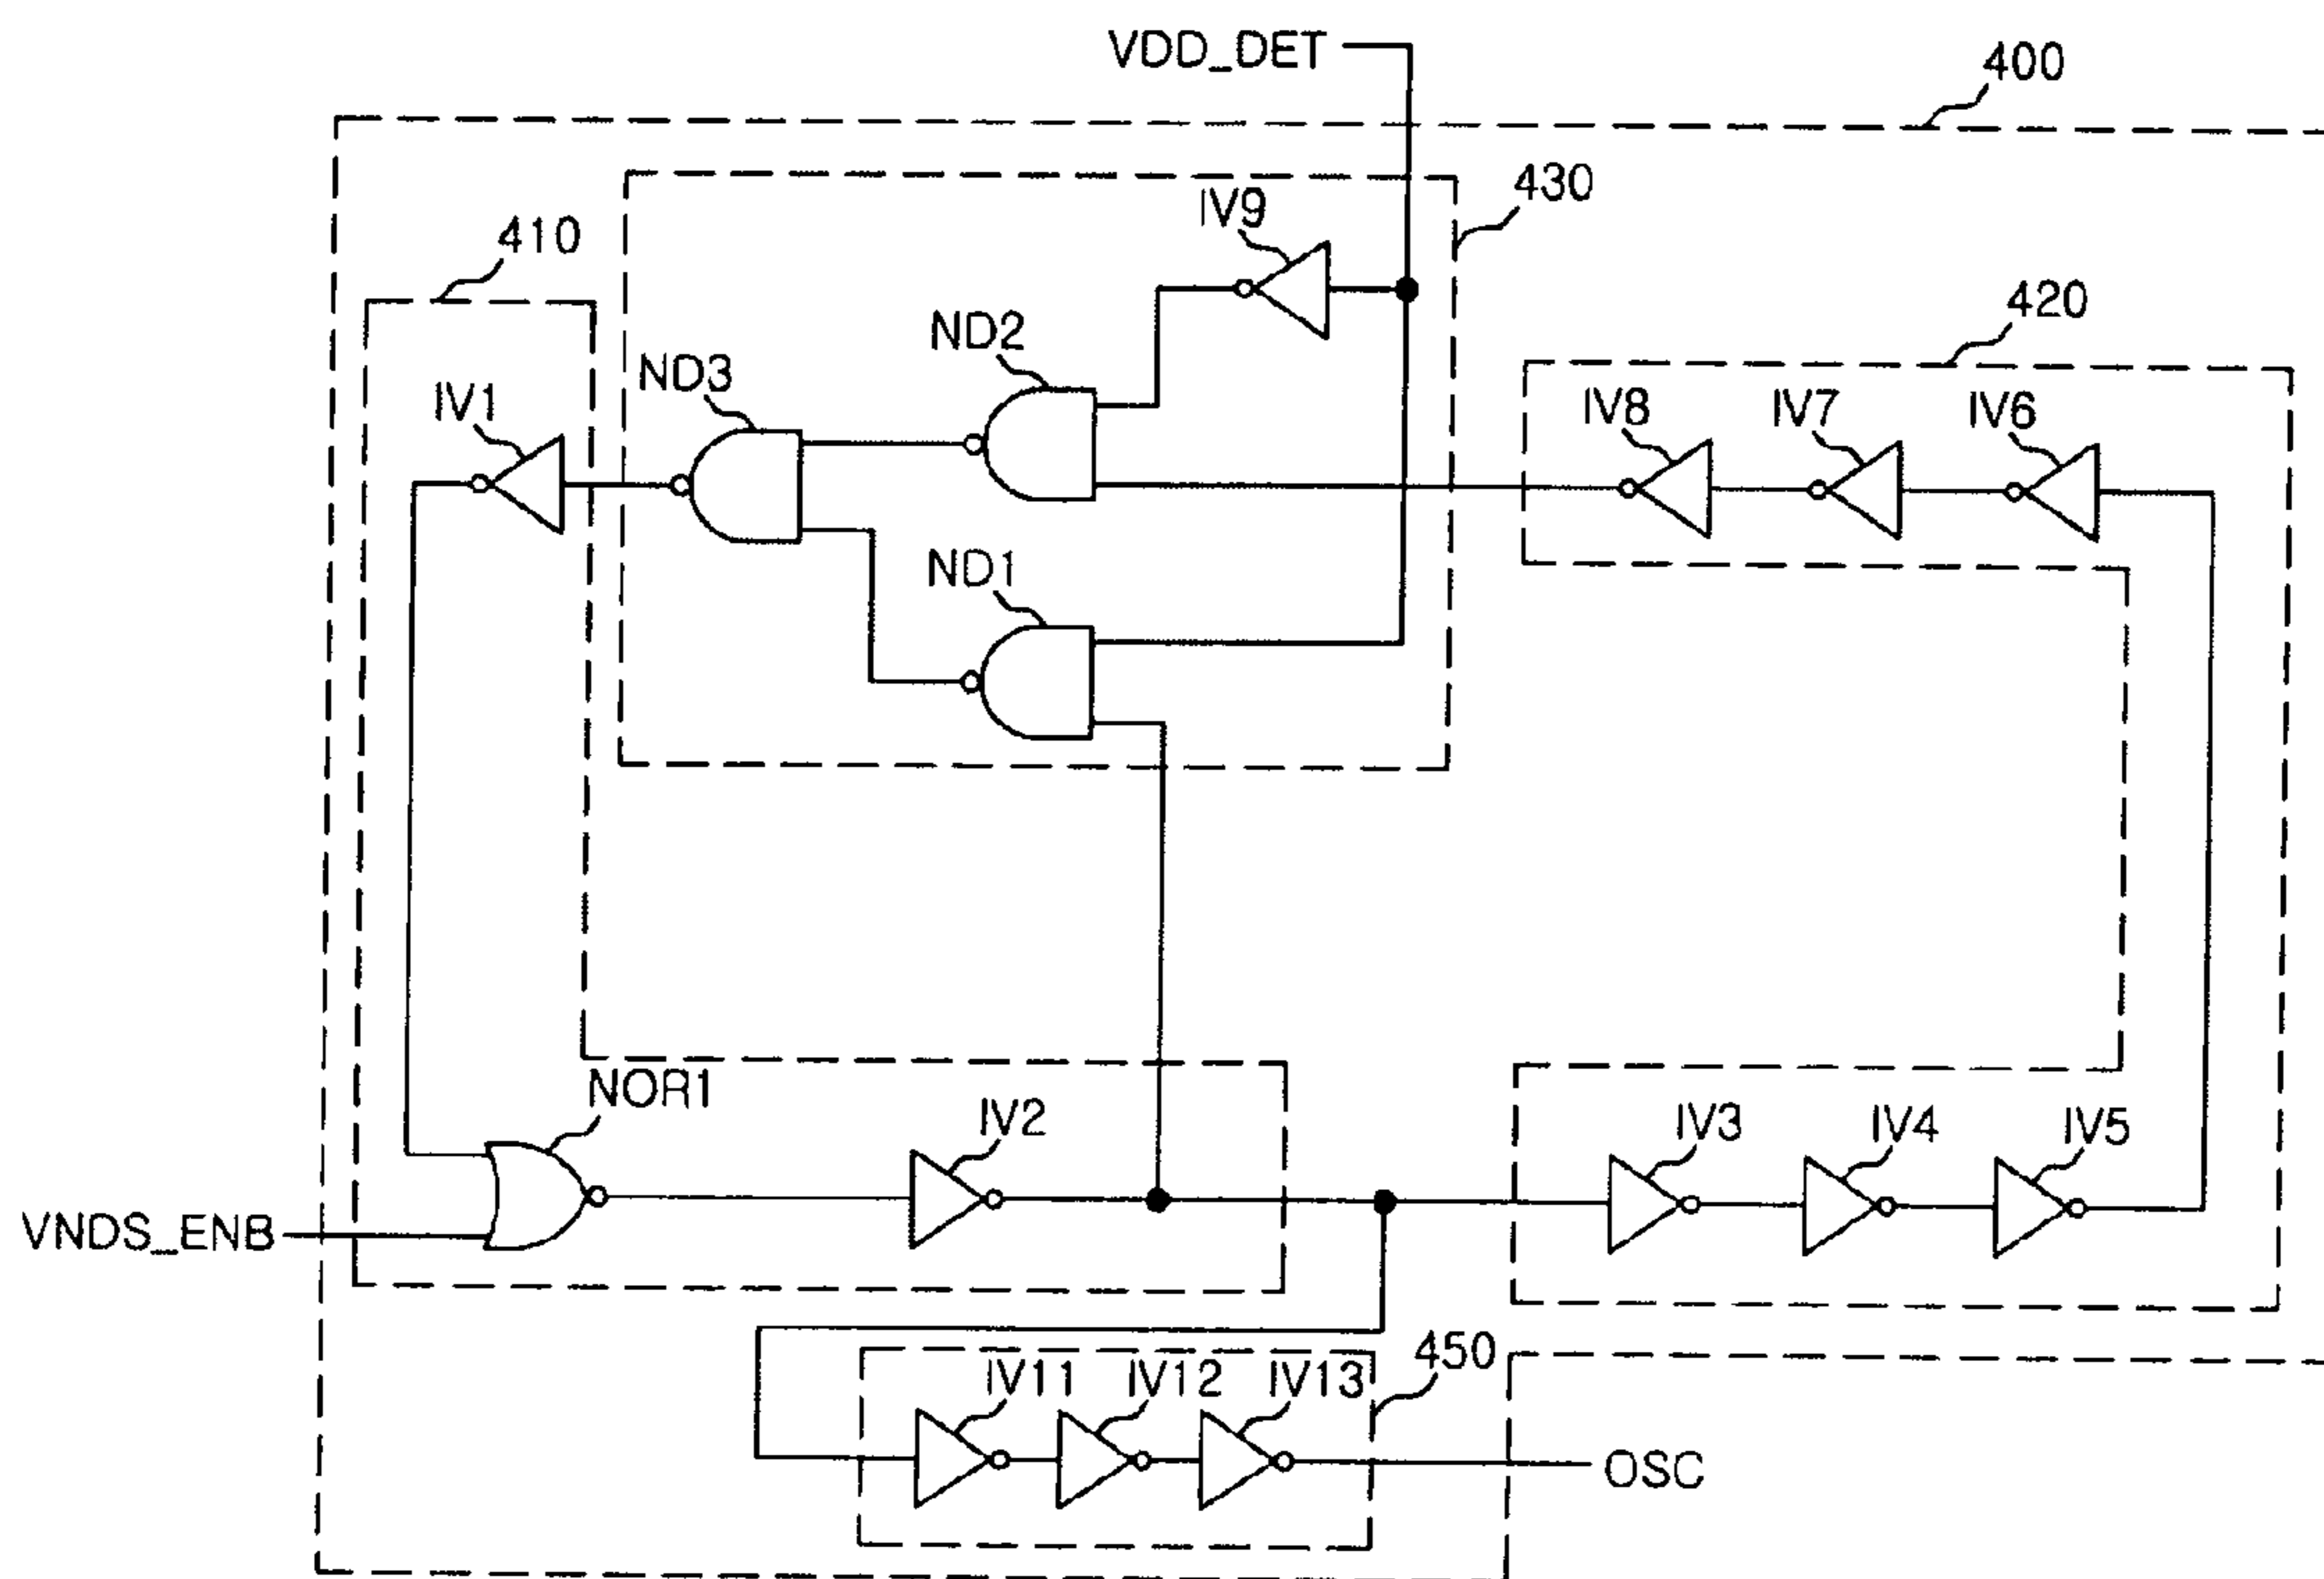 VDD_DET
400
430
IV9
410
420
ND2
ND3
IV1
IV8
IV7
IV6
ND1
NOR1
IV2
IV3
IV4
IV5
VNDS_ENB
450
IV11
IV12
IV13
OSC